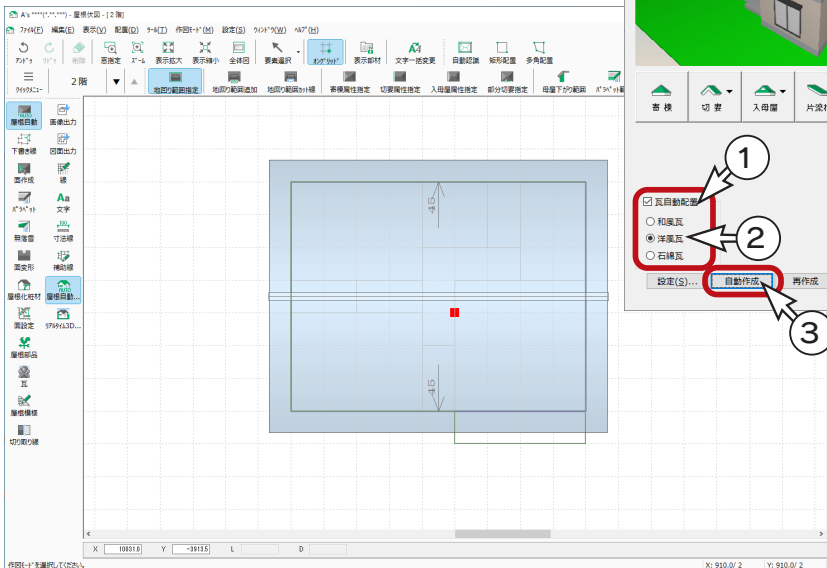 A's ****(*.**.***) - 屋根伏図 - [2 階]
ファイル(F) 編集(E) 表示(V) 配置(D) ツール(T) 作図モード(M) 設定(S) ウィンドウ(W) ヘルプ(H)
アンドゥ リドゥ 削除 窓指定 ズーム 表示拡大 表示縮小 全体図 要素選択 オングリッド 表示部材 文字一括変更 自動認識 矩形配置 多角配置
クイックメニュー 2 階 ▼ ▲ 地回り範囲指定 地回り範囲追加 地回り範囲カット線 寄棟属性指定 切妻属性指定 入母屋属性指定 部分切妻指定 母屋下がり範囲
屋根自動 画像出力
下書き線 図面出力
面作成 線
パラペット 文字
無落雪 寸法線
面変形 補助線
屋根化粧材 屋根自動...
面設定 リアルタイム3D...
屋根部品
瓦
屋根模様
切り取り線
45
45
寄棟 切妻 入母屋 片流れ
1
☑ 瓦自動配置
和風瓦
洋風瓦
2
石綿瓦
設定(S)... 自動作成 再作成
3
X 10831.0 Y -3913.5 L D
作図モードを選択してください。 X: 910.0/ 2 Y: 910.0/ 2